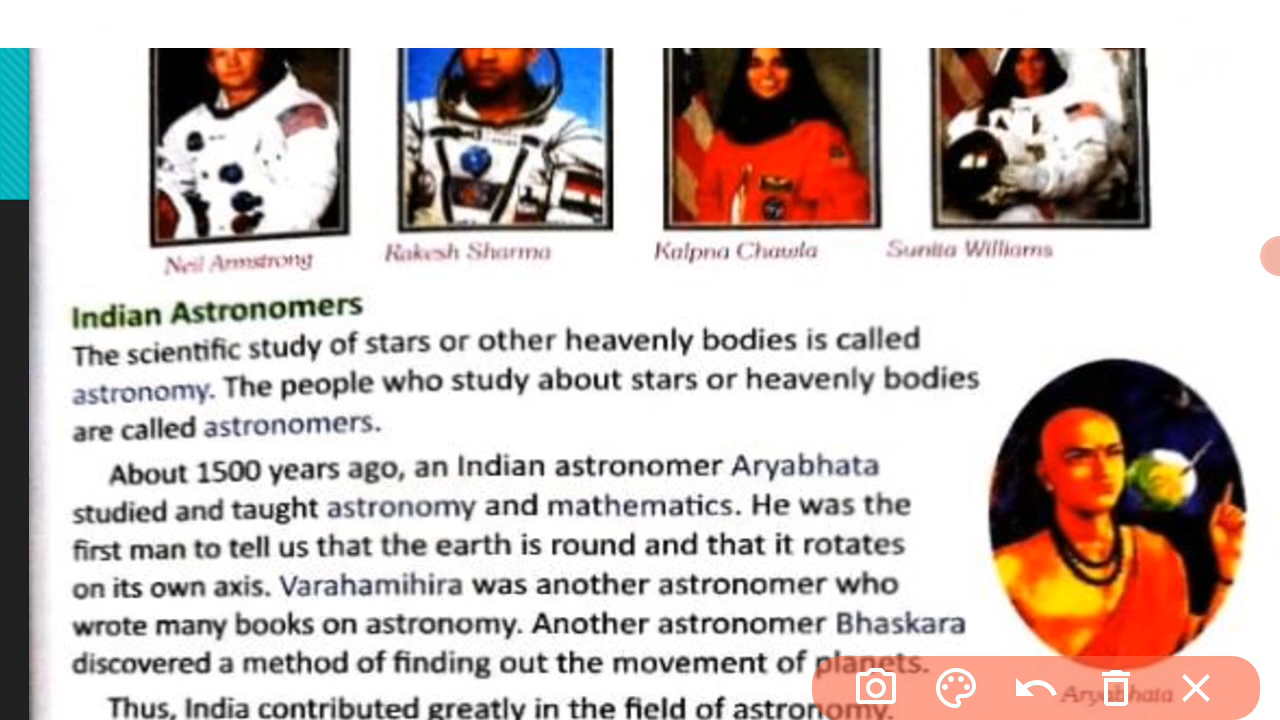 Neil Armstrong
Rakesh Sharma
Kalpna Chawla
Sunita Williams
Indian Astronomers
The scientific study of stars or other heavenly bodies is called
astronomy. The people who study about stars or heavenly bodies
are called astronomers.
About 1500 years ago, an Indian astronomer Aryabhata
studied and taught astronomy and mathematics. He was the
first man to tell us that the earth is round and that it rotates
on its own axis. Varahamihira was another astronomer who
wrote many books on astronomy. Another astronomer Bhaskara
discovered a method of finding out the movement of planets.
Aryabhata
Thus, India contributed greatly in the field of astronomy.